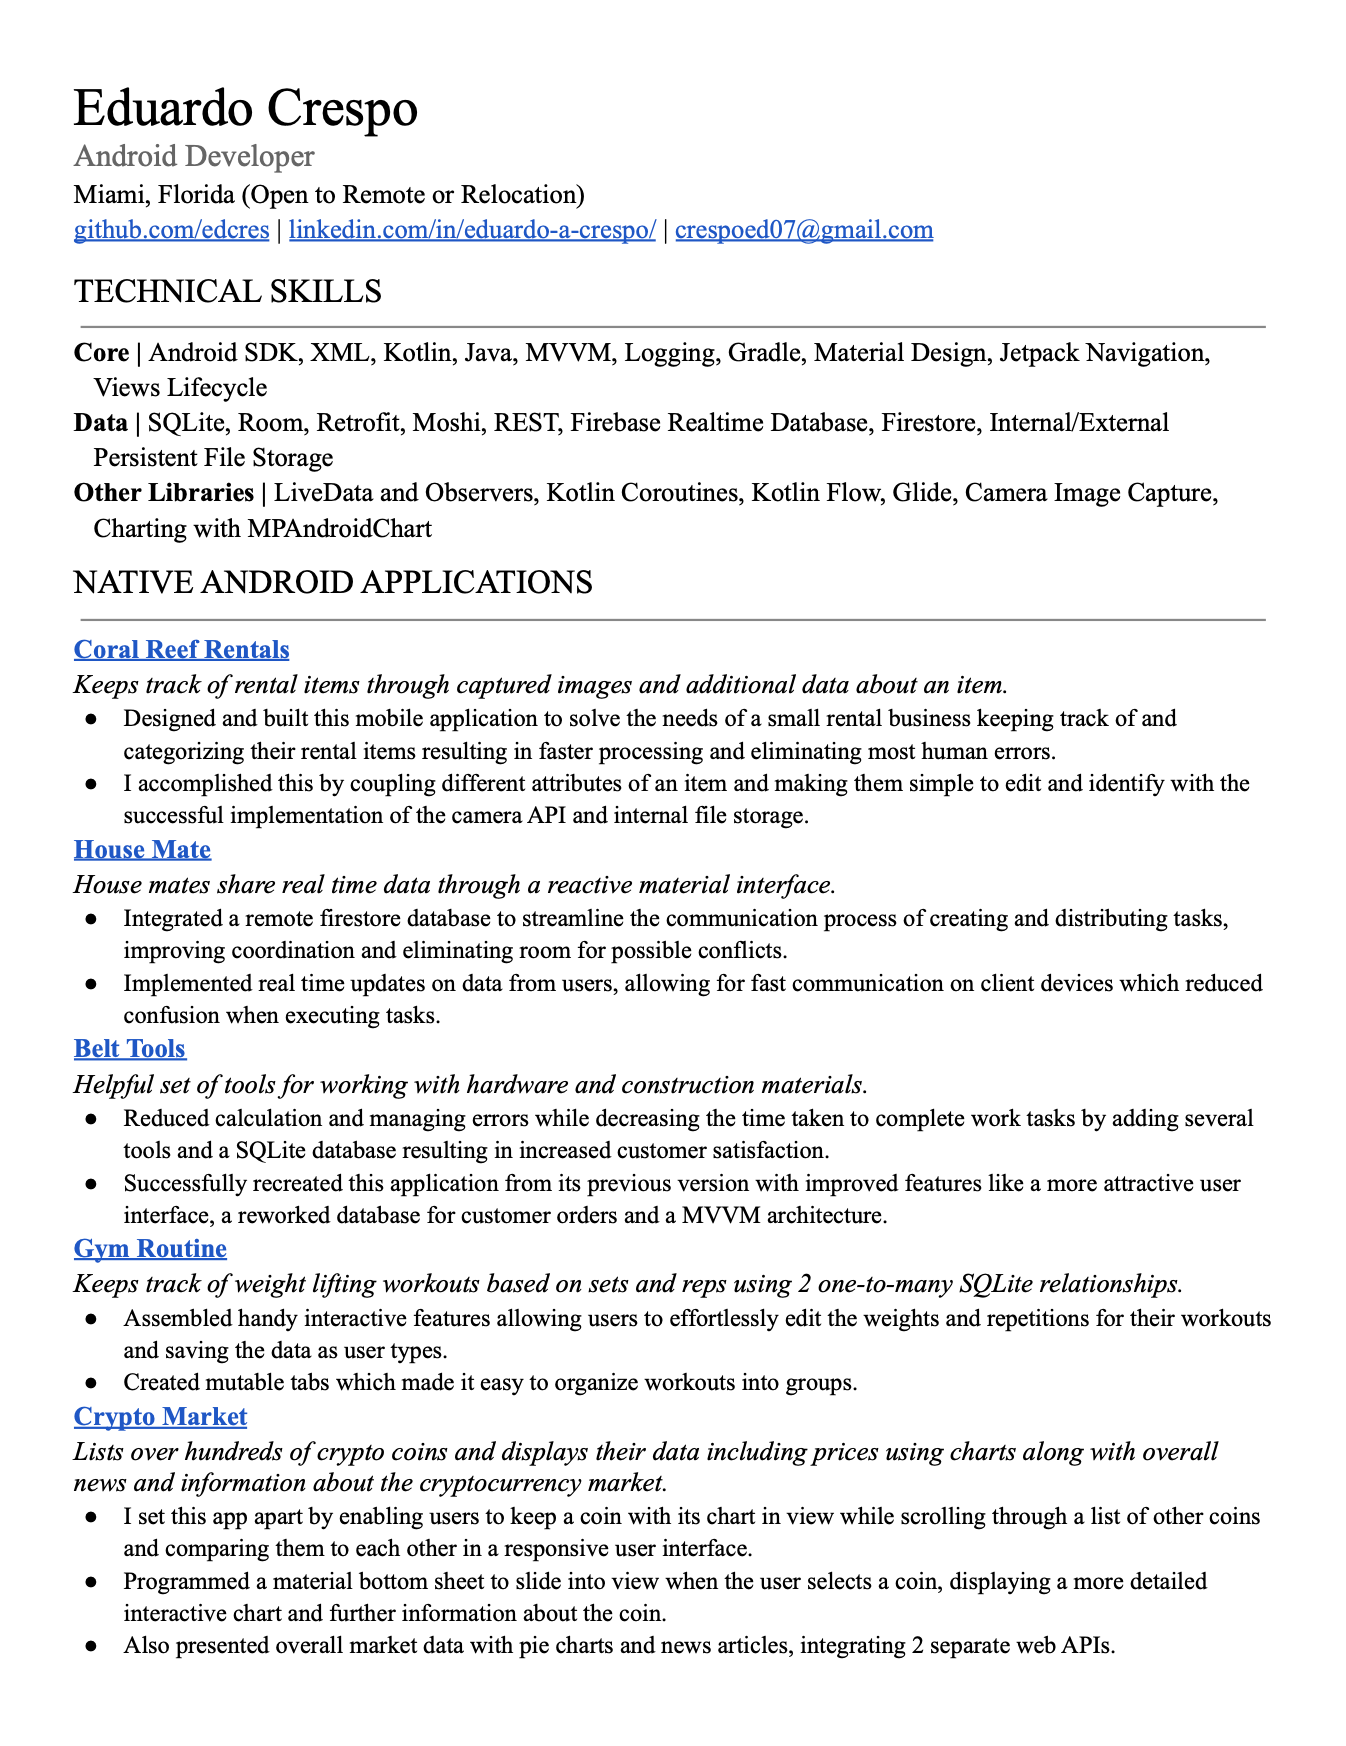 Eduardo Crespo
Android Developer
Miami, Florida (Open to Remote or Relocation)
github.com/edcres | linkedin.com/in/eduardo-a-crespo/ | crespoed07@gmail.com
TECHNICAL SKILLS
Core | Android SDK, XML, Kotlin, Java, MVVM, Logging, Gradle, Material Design, Jetpack Navigation,
Views Lifecycle
Data | SQLite, Room, Retrofit, Moshi, REST, Firebase Realtime Database, Firestore, Internal/External
Persistent File Storage
Other Libraries | LiveData and Observers, Kotlin Coroutines, Kotlin Flow, Glide, Camera Image Capture,
Charting with MPAndroidChart
NATIVE ANDROID APPLICATIONS
Coral Reef Rentals
Keeps track of rental items through captured images and additional data about an item.
● Designed and built this mobile application to solve the needs of a small rental business keeping track of and
categorizing their rental items resulting in faster processing and eliminating most human errors.
● I accomplished this by coupling different attributes of an item and making them simple to edit and identify with the
successful implementation of the camera API and internal file storage.
House Mate
House mates share real time data through a reactive material interface.
● Integrated a remote firestore database to streamline the communication process of creating and distributing tasks,
improving coordination and eliminating room for possible conflicts.
● Implemented real time updates on data from users, allowing for fast communication on client devices which reduced
confusion when executing tasks.
Belt Tools
Helpful set of tools for working with hardware and construction materials.
● Reduced calculation and managing errors while decreasing the time taken to complete work tasks by adding several
tools and a SQLite database resulting in increased customer satisfaction.
● Successfully recreated this application from its previous version with improved features like a more attractive user
interface, a reworked database for customer orders and a MVVM architecture.
Gym Routine
Keeps track of weight lifting workouts based on sets and reps using 2 one-to-many SQLite relationships.
● Assembled handy interactive features allowing users to effortlessly edit the weights and repetitions for their workouts
and saving the data as user types.
● Created mutable tabs which made it easy to organize workouts into groups.
Crypto Market
Lists over hundreds of crypto coins and displays their data including prices using charts along with overall
news and information about the cryptocurrency market.
● I set this app apart by enabling users to keep a coin with its chart in view while scrolling through a list of other coins
and comparing them to each other in a responsive user interface.
● Programmed a material bottom sheet to slide into view when the user selects a coin, displaying a more detailed
interactive chart and further information about the coin.
● Also presented overall market data with pie charts and news articles, integrating 2 separate web APIs.